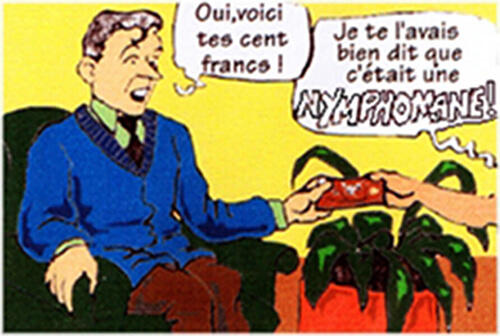 Oui,voici
tes cent
francs !
Je te l'avais
bien dit que
c'était une
NYMPHOMANE!